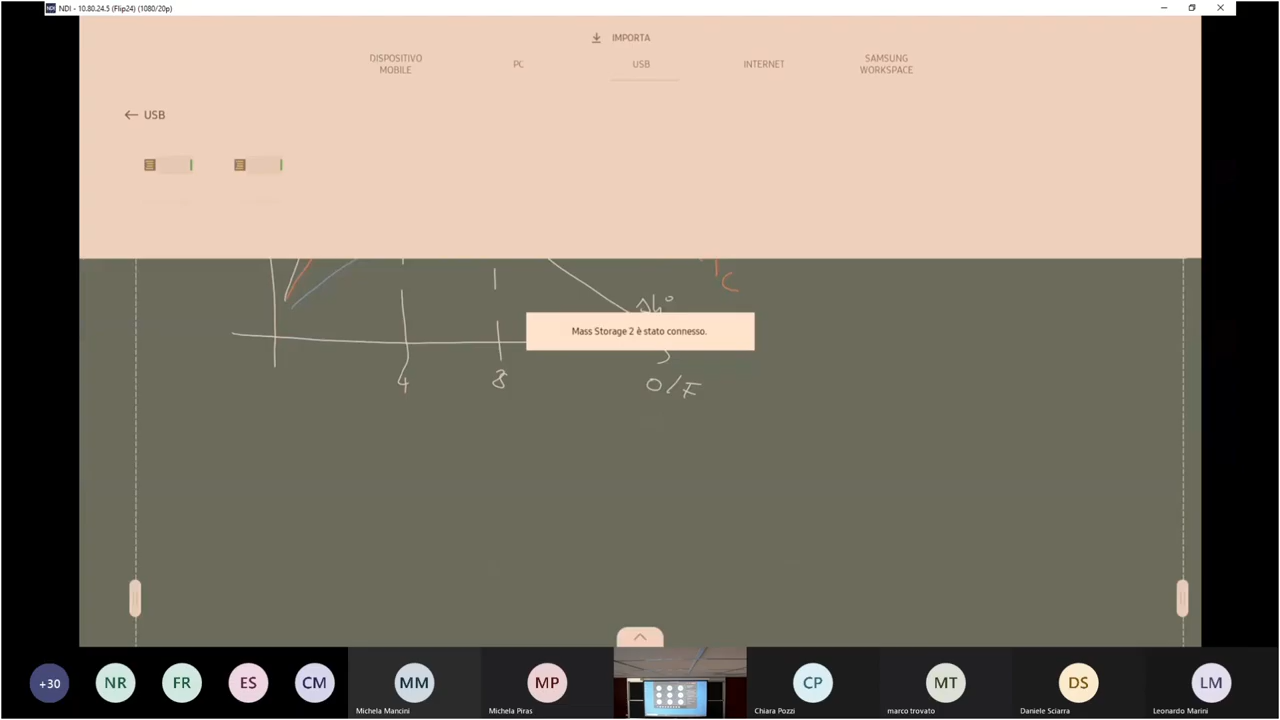 NDI - 10.80.24.5 (Flip24) (1080/20p)
IMPORTA
DISPOSITIVO MOBILE
PC
USB
INTERNET
SAMSUNG WORKSPACE
USB
C
Mass Storage 2 è stato connesso.
4
8
O/F
+30
NR
FR
ES
CM
MM
MP
CP
MT
DS
LM
Michela Mancini
Michela Piras
Chiara Pozzi
marco trovato
Daniele Sciarra
Leonardo Marini